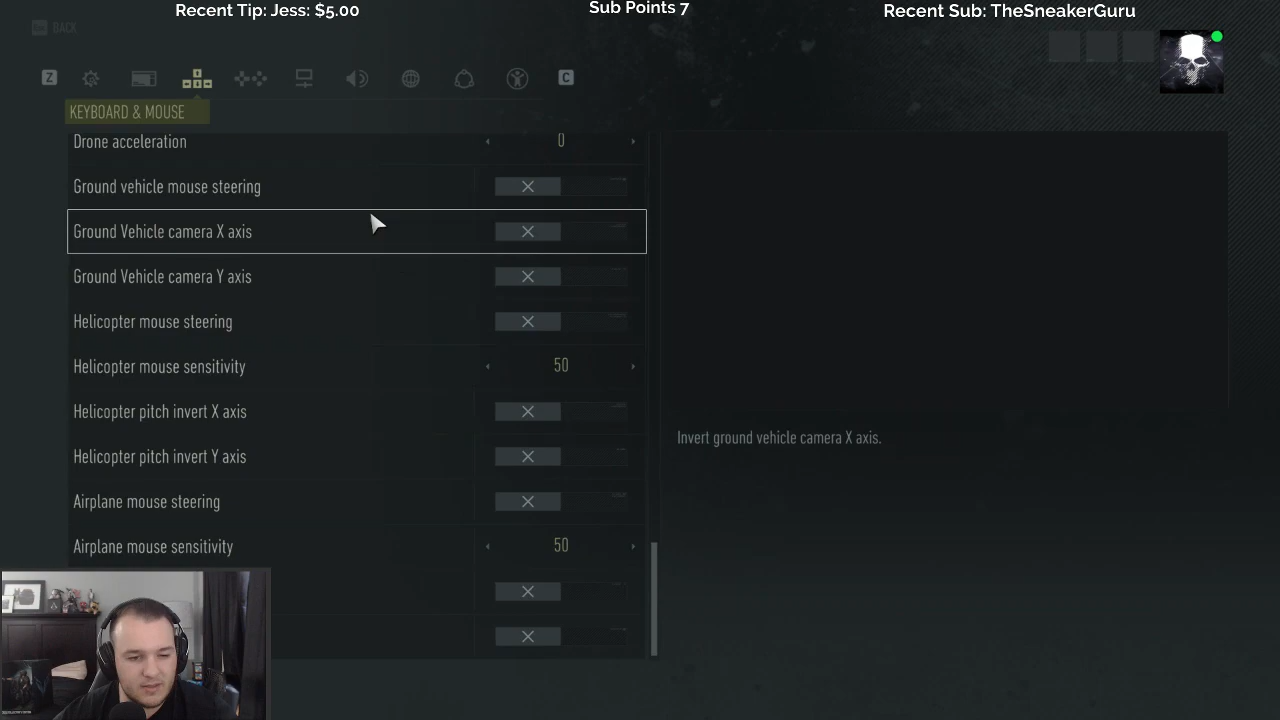 Recent Tip: Jess: $5.00
Sub Points 7
Recent Sub: TheSneakerGuru
BACK
Z
C
KEYBOARD & MOUSE
Drone acceleration 0
Ground vehicle mouse steering
Ground Vehicle camera X axis
Ground Vehicle camera Y axis
Helicopter mouse steering
Helicopter mouse sensitivity 50
Helicopter pitch invert X axis
Helicopter pitch invert Y axis
Airplane mouse steering
Airplane mouse sensitivity 50
Invert ground vehicle camera X axis.